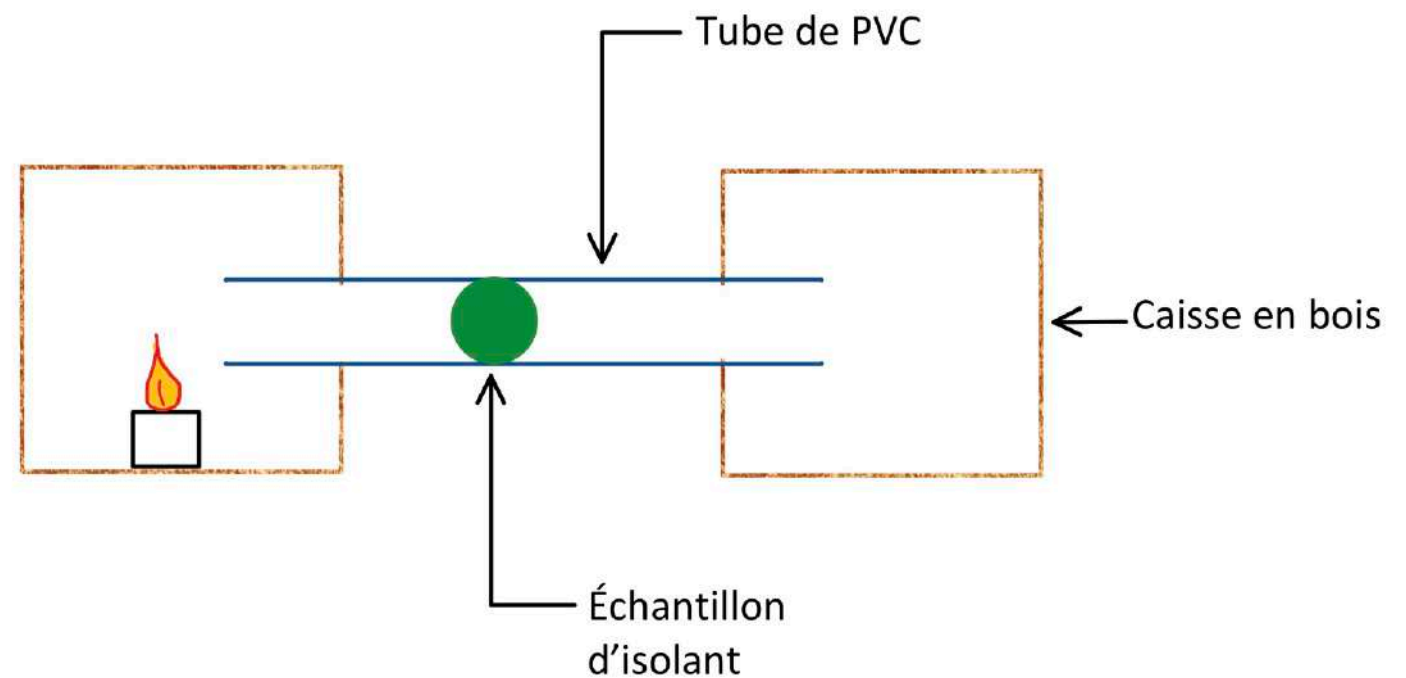 Tube de PVC
Caisse en bois
Échantillon
d'isolant